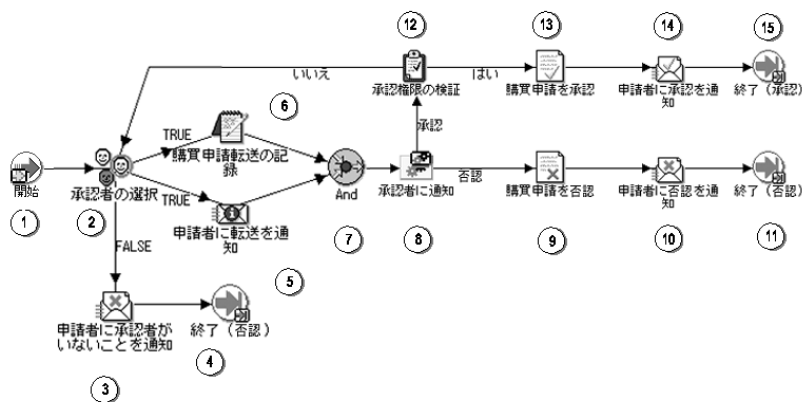 12
13
14
15
いいえ
承認権限の検証
はい
購買申請を承認
申請者に承認を通
知
終了（承認）
6
TRUE
購買申請転送の記
録
承認
開始
承認者の選択
TRUE
申請者に転送を通
知
And
承認者に通知
否認
購買申請を否認
申請者に否認を通
知
終了（否認）
1
2
7
8
9
10
11
FALSE
5
申請者に承認者が
いないことを通知
終了（否認）
4
3